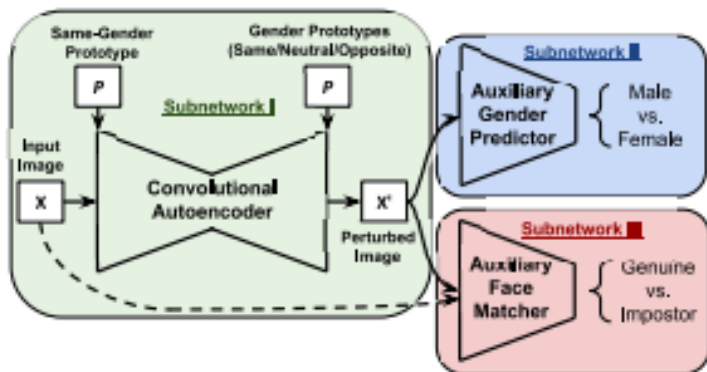 Same-Gender
Prototype
P
Gender Prototypes
(Same/Neutral/Opposite)
P
Subnetwork I
Input
Image
X
Convolutional
Autoencoder
X'
Perturbed
Image
Subnetwork II
Auxiliary
Gender
Predictor
Male
vs.
Female
Subnetwork III
Auxiliary
Face
Matcher
Genuine
vs.
Impostor